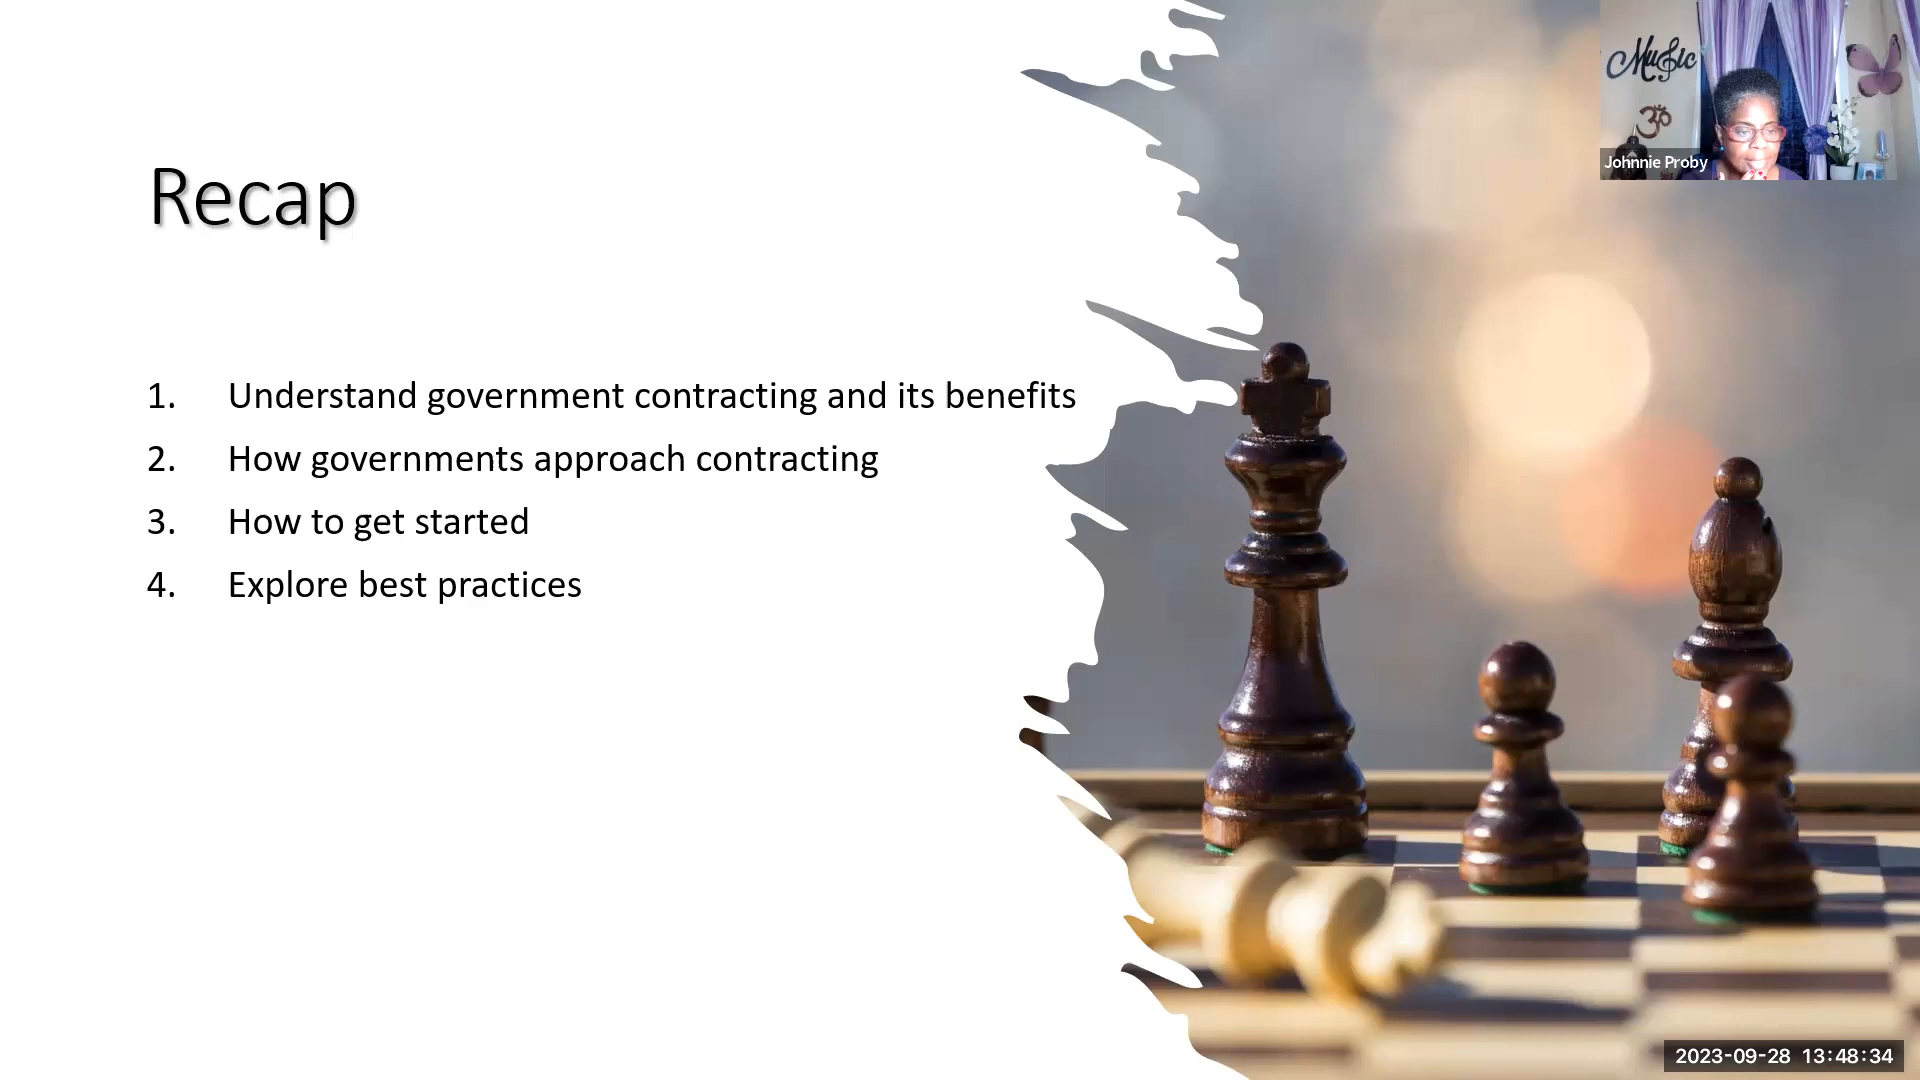 Recap
1. Understand government contracting and its benefits
2. How governments approach contracting
3. How to get started
4. Explore best practices
Music
ॐ
Johnnie Proby
2023-09-28 13:48:34